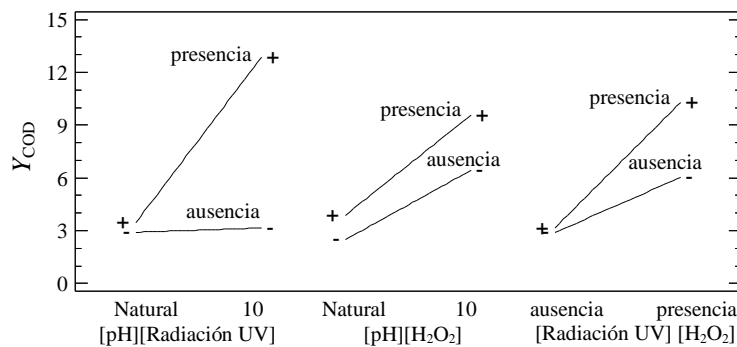 15
12
9
6
3
0
Y_COD
presencia
ausencia
presencia
ausencia
presencia
ausencia
Natural 10 Natural 10 ausencia presencia
[pH][Radiación UV] [pH][H₂O₂] [Radiación UV] [H₂O₂]